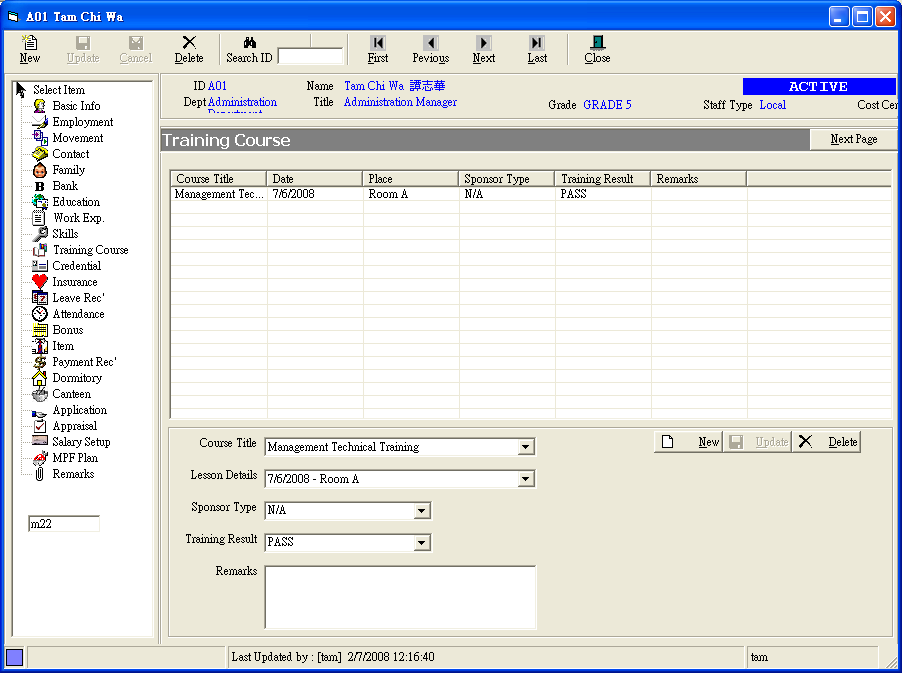 A01 Tam Chi Wa
New Update Cancel Delete Search ID First Pevious Next Last Close
Select Item
Basic Info
Employment
Movement
Contact
Family
Bank
Education
Work Exp.
Skills
Training Course
Credential
Insurance
Leave Rec'
Attendance
Bonus
Item
Payment Rec'
Dormitory
Canteen
Application
Appraisal
Salary Setup
MPF Plan
Remarks
m22
ID A01 Name Tam Chi Wa 譚志華 ACTIVE
Dept Administration Title Administration Manager Grade GRADE 5 Staff Type Local Cost Cen
Department
Training Course Next Page
Course Title Date Place Sponsor Type Training Result Remarks
Management Tec... 7/6/2008 Room A N/A PASS
Course Title Management Technical Training New Update Delete
Lesson Details 7/6/2008 - Room A
Sponsor Type N/A
Training Result PASS
Remarks
Last Updated by : [tam] 2/7/2008 12:16:40 tam